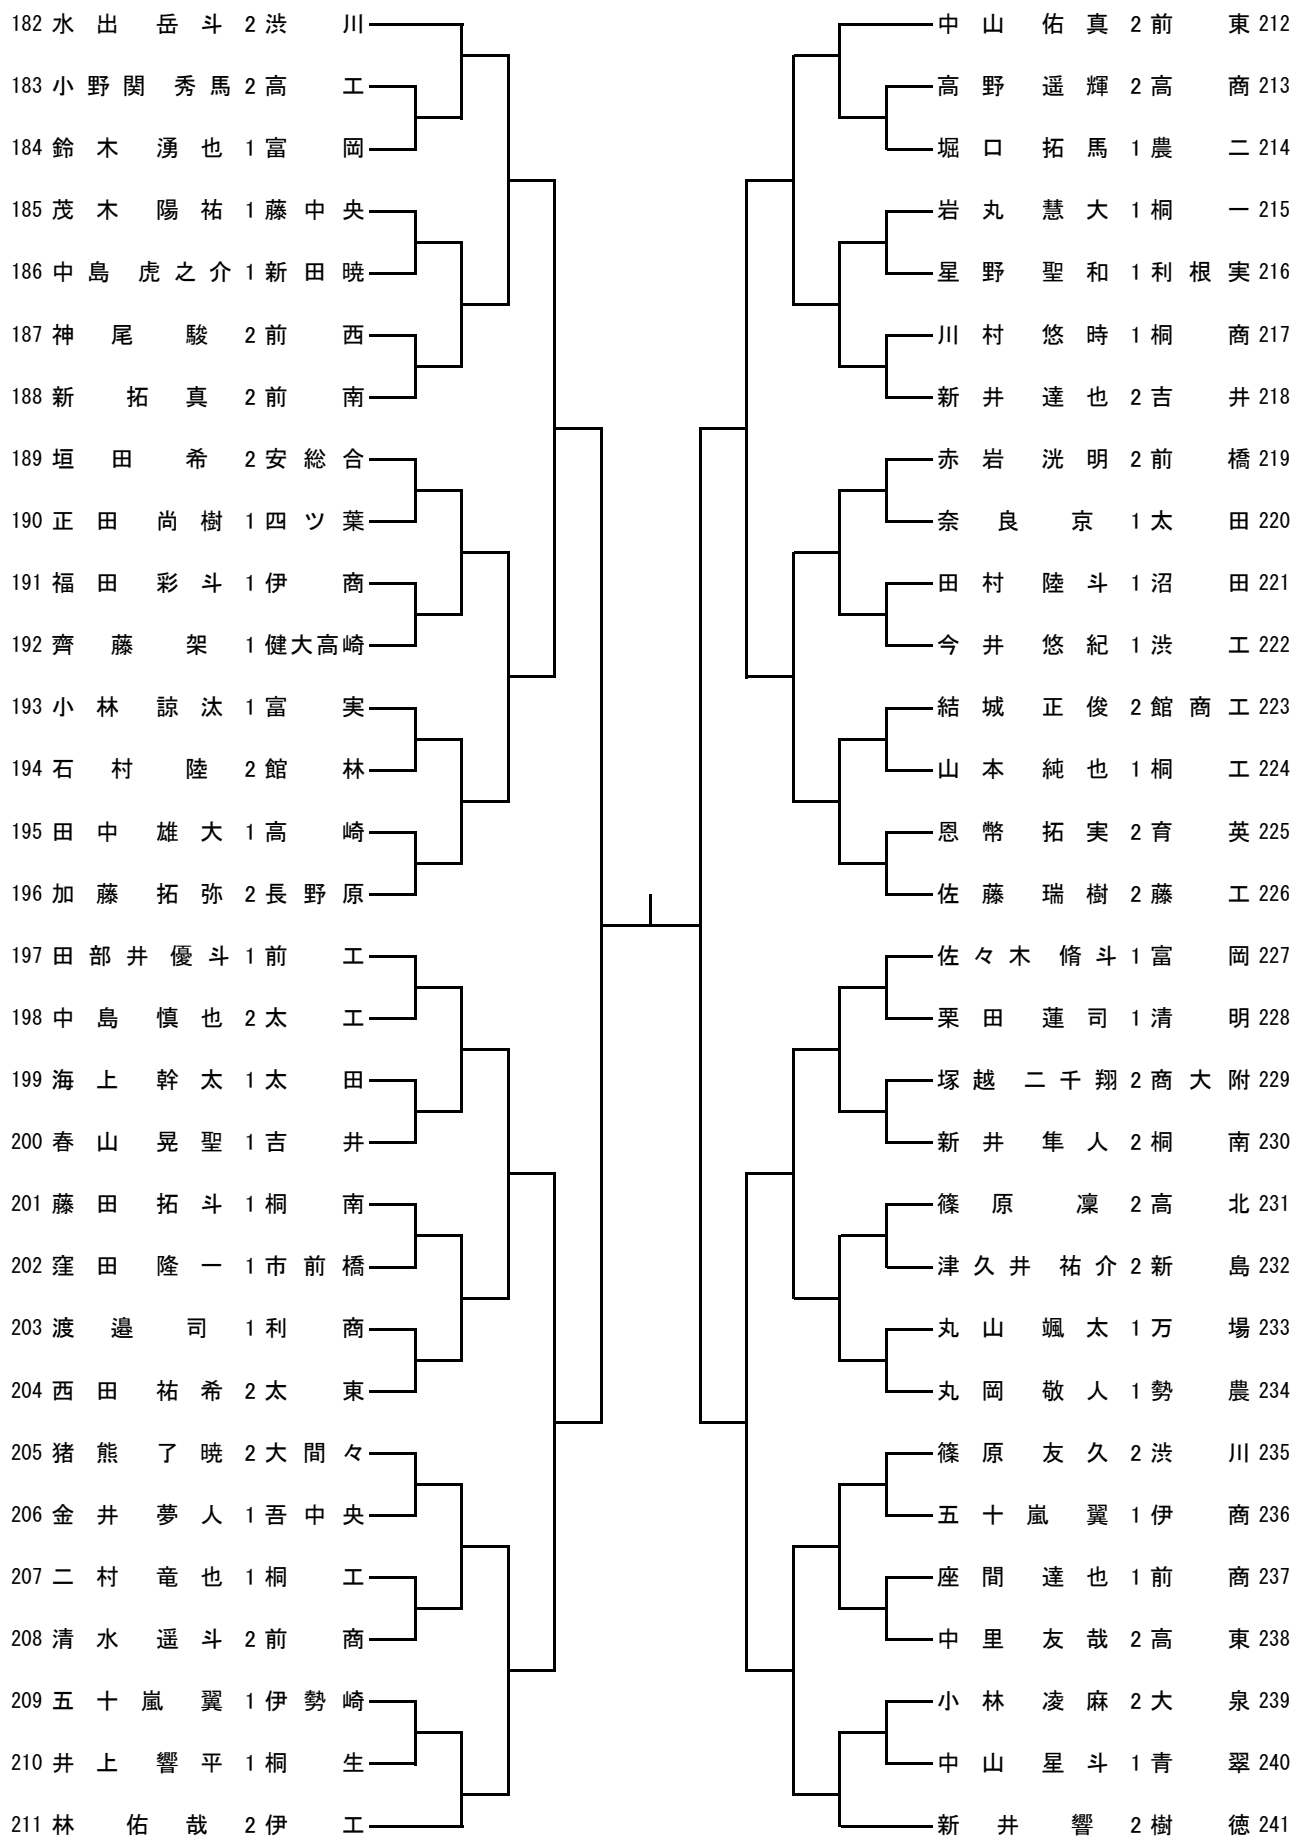 182 水出 岳斗 2 渋川
183 小野関 秀馬 2 高工
184 鈴木 湧也 1 富岡
185 茂木 陽祐 1 藤中央
186 中島 虎之介 1 新田暁
187 神尾 駿 2 前西
188 新 拓真 2 前南
189 垣田 希 2 安総合
190 正田 尚樹 1 四ツ葉
191 福田 彩斗 1 伊商
192 齊藤 架 1 健大高崎
193 小林 諒汰 1 富実
194 石村 陸 2 館林
195 田中 雄大 1 高崎
196 加藤 拓弥 2 長野原
197 田部井 優斗 1 前工
198 中島 慎也 2 太工
199 海上 幹太 1 太田
200 春山 晃聖 1 吉井
201 藤田 拓斗 1 桐南
202 窪田 隆一 1 市前橋
203 渡邉 司 1 利商
204 西田 祐希 2 太東
205 猪熊 了暁 2 大間々
206 金井 夢人 1 吾中央
207 二村 竜也 1 桐工
208 清水 遥斗 2 前商
209 五十嵐 翼 1 伊勢崎
210 井上 響平 1 桐生
211 林 佑哉 2 伊工
中山 佑真 2 前東 212
高野 遥輝 2 高商 213
堀口 拓馬 1 農二 214
岩丸 慧大 1 桐一 215
星野 聖和 1 利根実 216
川村 悠時 1 桐商 217
新井 達也 2 吉井 218
赤岩 洸明 2 前橋 219
奈良 京 1 太田 220
田村 陸斗 1 沼田 221
今井 悠紀 1 渋工 222
結城 正俊 2 館商工 223
山本 純也 1 桐工 224
恩幣 拓実 2 育英 225
佐藤 瑞樹 2 藤工 226
佐々木 脩斗 1 富岡 227
栗田 蓮司 1 清明 228
塚越 二千翔 2 商大附 229
新井 隼人 2 桐南 230
篠原 凜 2 高北 231
津久井 祐介 2 新島 232
丸山 颯太 1 万場 233
丸岡 敬人 1 勢農 234
篠原 友久 2 渋川 235
五十嵐 翼 1 伊商 236
座間 達也 1 前商 237
中里 友哉 2 高東 238
小林 凌麻 2 大泉 239
中山 星斗 1 青翠 240
新井 響 2 樹徳 241